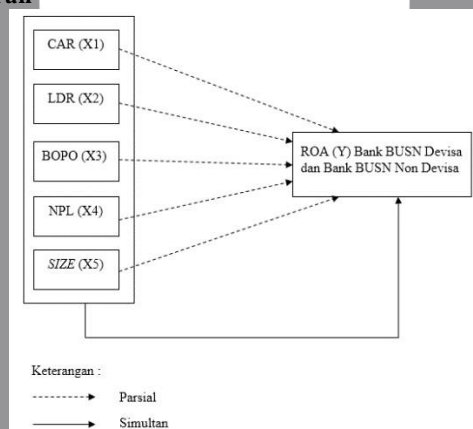 CAR (X1)
LDR (X2)
BOPO (X3)
NPL (X4)
SIZE (X5)
ROA (Y) Bank BUSN Devisa
dan Bank BUSN Non Devisa
Keterangan :
Parsial
Simultan